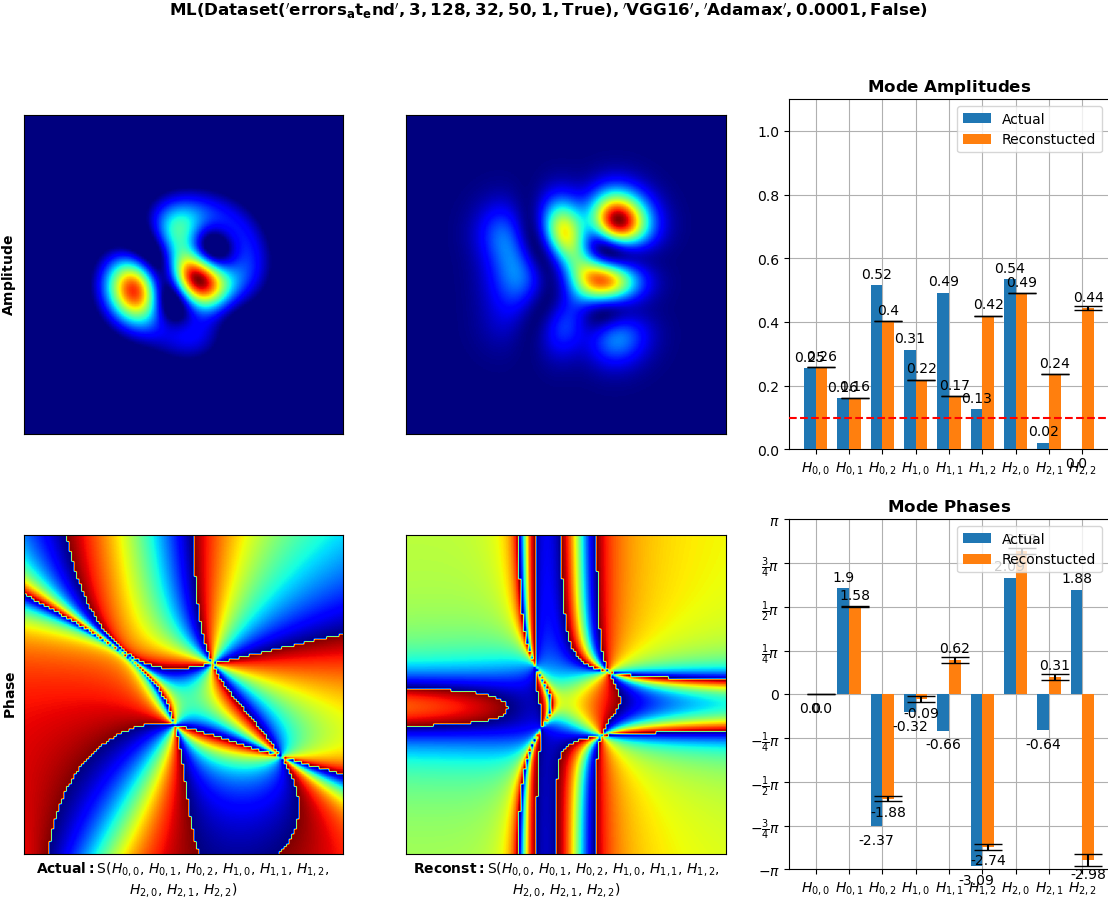 ML(Dataset('errors_at_end', 3, 128, 32, 50, 1, True), 'VGG16', 'Adamax', 0.0001, False)
Amplitude
Mode Amplitudes
Actual
Reconstucted
1.0
0.8
0.6
0.4
0.2
0.0
0.25
0.26
0.16
0.16
0.52
0.4
0.31
0.22
0.49
0.17
0.13
0.42
0.54
0.49
0.02
0.24
0.0
0.44
H0,0 H0,1 H0,2 H1,0 H1,1 H1,2 H2,0 H2,1 H2,2
Phase
Mode Phases
Actual
Reconstucted
π
3/4π
1/2π
1/4π
0
−1/4π
−1/2π
−3/4π
−π
0.0
0.0
1.9
1.58
-2.37
-1.88
-0.32
-0.09
-0.66
0.62
-3.09
-2.74
-0.64
0.31
1.88
-2.98
H0,0 H0,1 H0,2 H1,0 H1,1 H1,2 H2,0 H2,1 H2,2
Actual: S(H0,0, H0,1, H0,2, H1,0, H1,1, H1,2,
H2,0, H2,1, H2,2)
Reconst: S(H0,0, H0,1, H0,2, H1,0, H1,1, H1,2,
H2,0, H2,1, H2,2)